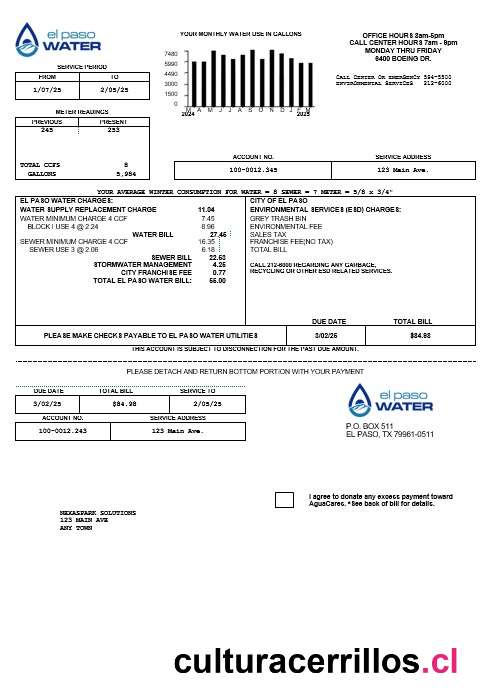 el paso
WATER
YOUR MONTHLY WATER USE IN GALLONS
7480
5990
4490
3000
1500
0
M A M J J A S O N D J F M
2024 2025
OFFICE HOURS 8am-5pm
CALL CENTER HOURS 7am - 8pm
MONDAY THRU FRIDAY
6400 BOEING DR.
CALL CENTER OR EMERGENCY 594-5500
ENVIRONMENTAL SERVICES 212-6000
SERVICE PERIOD
FROM TO
1/07/25 2/05/25
METER READINGS
PREVIOUS PRESENT
245 253
TOTAL CCFS 8
GALLONS 5,984
ACCOUNT NO. SERVICE ADDRESS
100-0012.345 123 Main Ave.
YOUR AVERAGE WINTER CONSUMPTION FOR WATER = 8 SEWER = 7 METER = 5/8 x 3/4"
EL PASO WATER CHARGES:
WATER SUPPLY REPLACEMENT CHARGE 11.04
WATER MINIMUM CHARGE 4 CCF 7.45
BLOCK I USE 4 @ 2.24 8.96
WATER BILL 27.45
SEWER MINIMUM CHARGE 4 CCF 16.35
SEWER USE 3 @ 2.06 6.18
SEWER BILL 22.53
STORMWATER MANAGEMENT 4.25
CITY FRANCHISE FEE 0.77
TOTAL EL PASO WATER BILL: 55.00
CITY OF EL PASO
ENVIRONMENTAL SERVICES (ESD) CHARGES:
GREY TRASH BIN
ENVIRONMENTAL FEE
SALES TAX
FRANCHISE FEE(NO TAX)
TOTAL BILL
CALL 212-6000 REGARDING ANY GARBAGE,
RECYCLING OR OTHER ESD RELATED SERVICES.
DUE DATE TOTAL BILL
PLEASE MAKE CHECKS PAYABLE TO EL PASO WATER UTILITIES 3/02/25 $84.98
THIS ACCOUNT IS SUBJECT TO DISCONNECTION FOR THE PAST DUE AMOUNT.
PLEASE DETACH AND RETURN BOTTOM PORTION WITH YOUR PAYMENT
DUE DATE TOTAL BILL SERVICE TO
3/02/25 $84.98 2/05/25
ACCOUNT NO. SERVICE ADDRESS
100-0012.243 123 Main Ave.
el paso
WATER
P.O. BOX 511
EL PASO, TX 79961-0511
I agree to donate any excess payment toward
AguaCares. * See back of bill for details.
NEXASPARK SOLUTIONS
123 MAIN AVE
ANY TOWN
culturacerrillos.cl